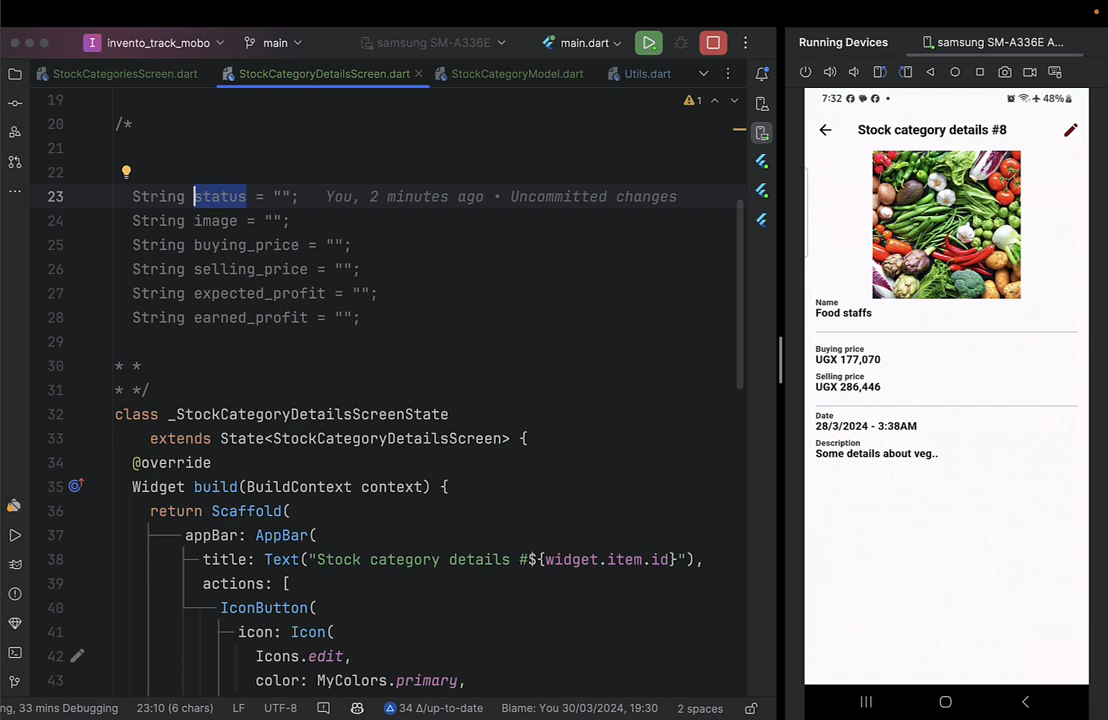 invento_track_mobo
main
samsung SM-A336E
main.dart
Running Devices
samsung SM-A336E A...
StockCategoriesScreen.dart
StockCategoryDetailsScreen.dart
StockCategoryModel.dart
Utils.dart
1
19
20 /*
21
22
23 String status = ""; You, 2 minutes ago • Uncommitted changes
24 String image = "";
25 String buying_price = "";
26 String selling_price = "";
27 String expected_profit = "";
28 String earned_profit = "";
29
30 * *
31 * */
32 class _StockCategoryDetailsScreenState
33 extends State<StockCategoryDetailsScreen> {
34 @override
35 Widget build(BuildContext context) {
36 return Scaffold(
37 appBar: AppBar(
38 title: Text("Stock category details #${widget.item.id}"),
39 actions: [
40 IconButton(
41 icon: Icon(
42 Icons.edit,
43 color: MyColors.primary,
ng, 33 mins Debugging
23:10 (6 chars)
LF
UTF-8
34 Δ/up-to-date
Blame: You 30/03/2024, 19:30
2 spaces
7:32
48%
Stock category details #8
Name
Food staffs
Buying price
UGX 177,070
Selling price
UGX 286,446
Date
28/3/2024 - 3:38AM
Description
Some details about veg..